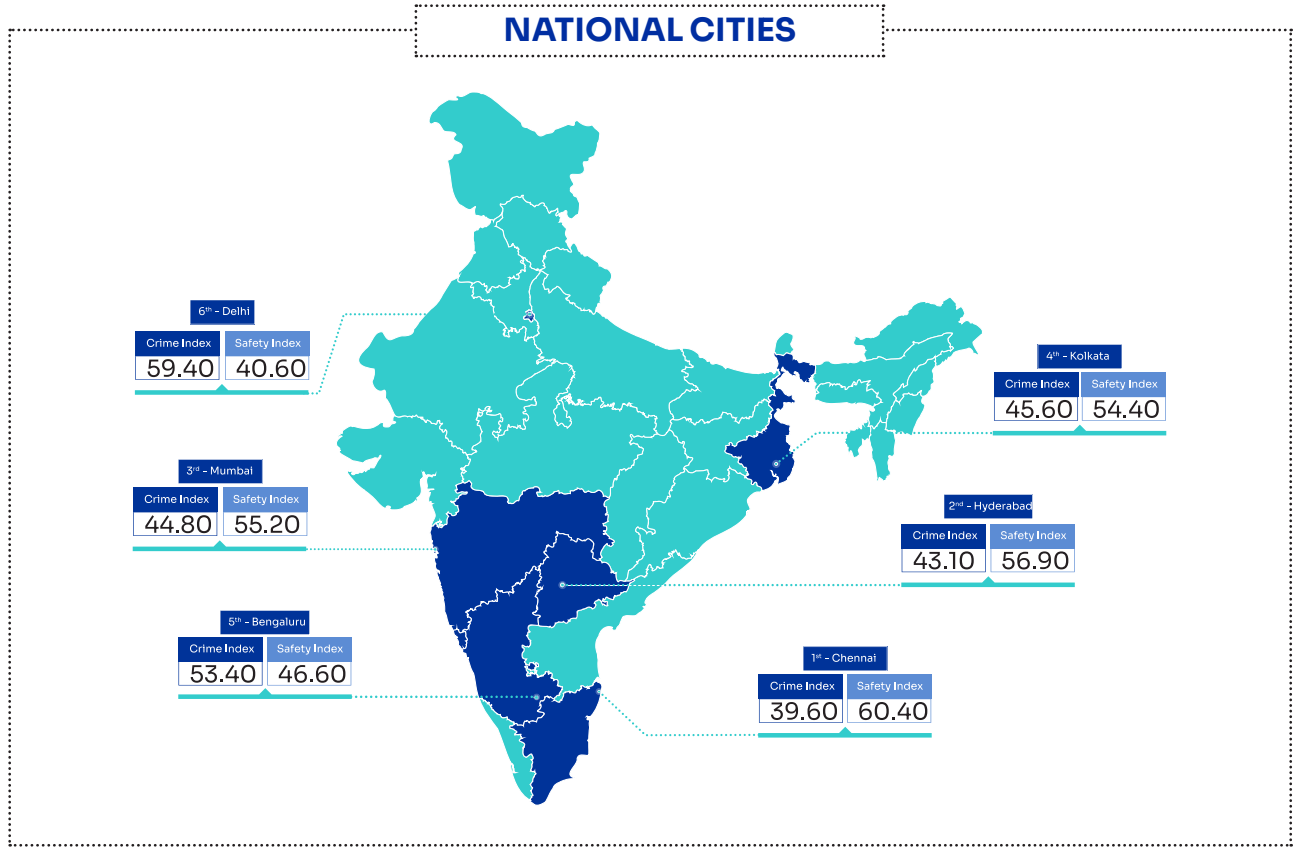 NATIONAL CITIES
6th - Delhi
Crime Index Safety Index
59.40 40.60
4th - Kolkata
Crime Index Safety Index
45.60 54.40
3rd - Mumbai
Crime Index Safety Index
44.80 55.20
2nd - Hyderabad
Crime Index Safety Index
43.10 56.90
5th - Bengaluru
Crime Index Safety Index
53.40 46.60
1st - Chennai
Crime Index Safety Index
39.60 60.40